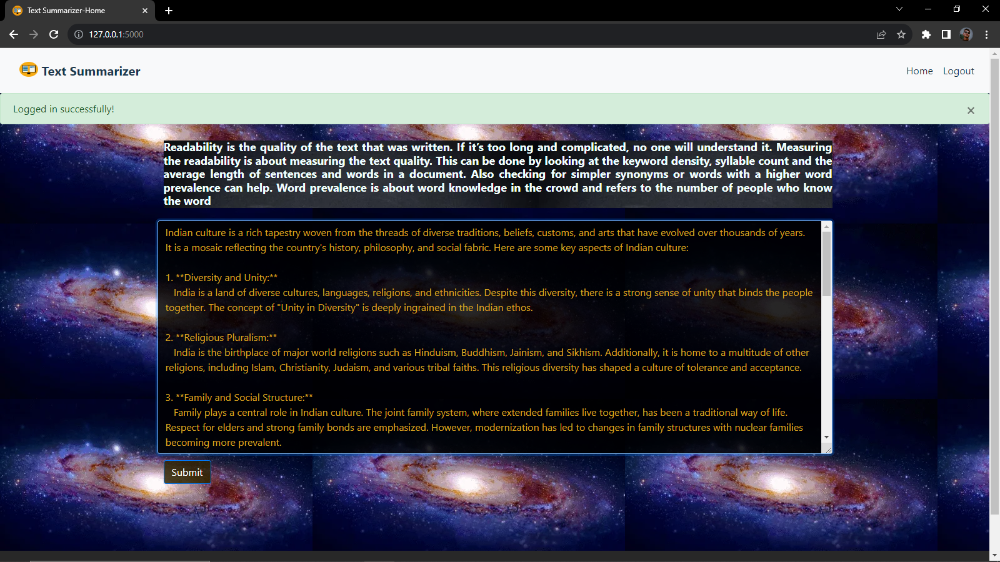 Text Summarizer-Home
127.0.0.1:5000
Text Summarizer
Home
Logout
Logged in successfully!
×
Readability is the quality of the text that was written. If it’s too long and complicated, no one will understand it. Measuring
the readability is about measuring the text quality. This can be done by looking at the keyword density, syllable count and the
average length of sentences and words in a document. Also checking for simpler synonyms or words with a higher word
prevalence can help. Word prevalence is about word knowledge in the crowd and refers to the number of people who know
the word
Indian culture is a rich tapestry woven from the threads of diverse traditions, beliefs, customs, and arts that have evolved over thousands of years.
It is a mosaic reflecting the country's history, philosophy, and social fabric. Here are some key aspects of Indian culture:
1. **Diversity and Unity:**
India is a land of diverse cultures, languages, religions, and ethnicities. Despite this diversity, there is a strong sense of unity that binds the people
together. The concept of "Unity in Diversity" is deeply ingrained in the Indian ethos.
2. **Religious Pluralism:**
India is the birthplace of major world religions such as Hinduism, Buddhism, Jainism, and Sikhism. Additionally, it is home to a multitude of other
religions, including Islam, Christianity, Judaism, and various tribal faiths. This religious diversity has shaped a culture of tolerance and acceptance.
3. **Family and Social Structure:**
Family plays a central role in Indian culture. The joint family system, where extended families live together, has been a traditional way of life.
Respect for elders and strong family bonds are emphasized. However, modernization has led to changes in family structures with nuclear families
becoming more prevalent.
Submit